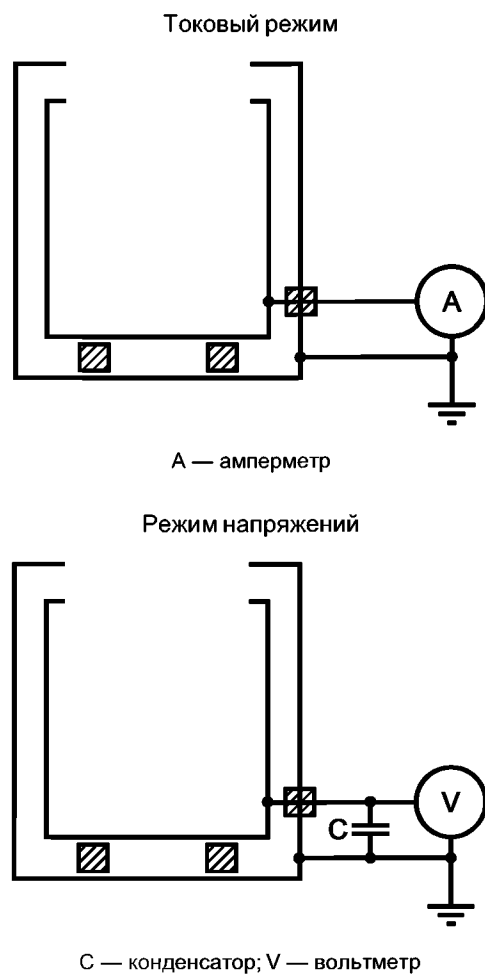 Токовый режим
А
А — амперметр
Режим напряжений
С
V
С — конденсатор; V — вольтметр